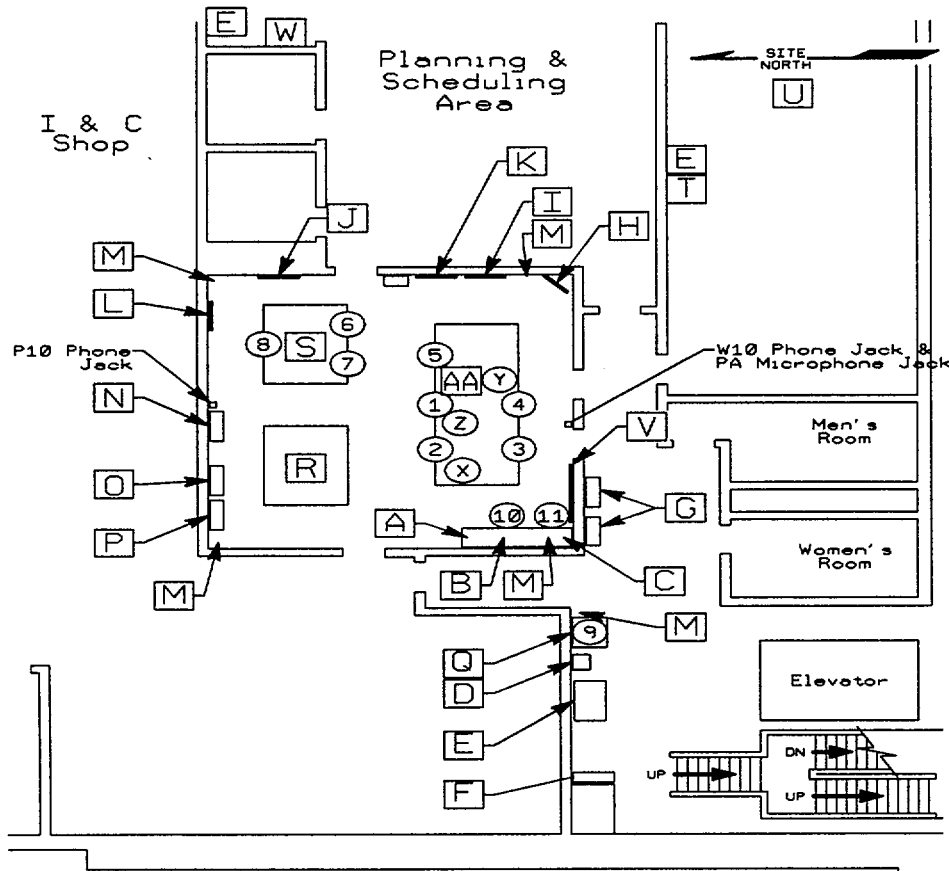 E
W
Planning &
Scheduling
Area
SITE
NORTH
U
I & C
Shop
K
E
T
J
I
M
H
M
L
6
8
S
7
5
AA
Y
P10 Phone
Jack
W10 Phone Jack &
PA Microphone Jack
N
1
4
Z
V
Men's
Room
2
3
R
X
O
G
A
10
11
P
Women's
Room
M
B
M
C
9
M
Q
D
Elevator
E
DN
UP
F
UP